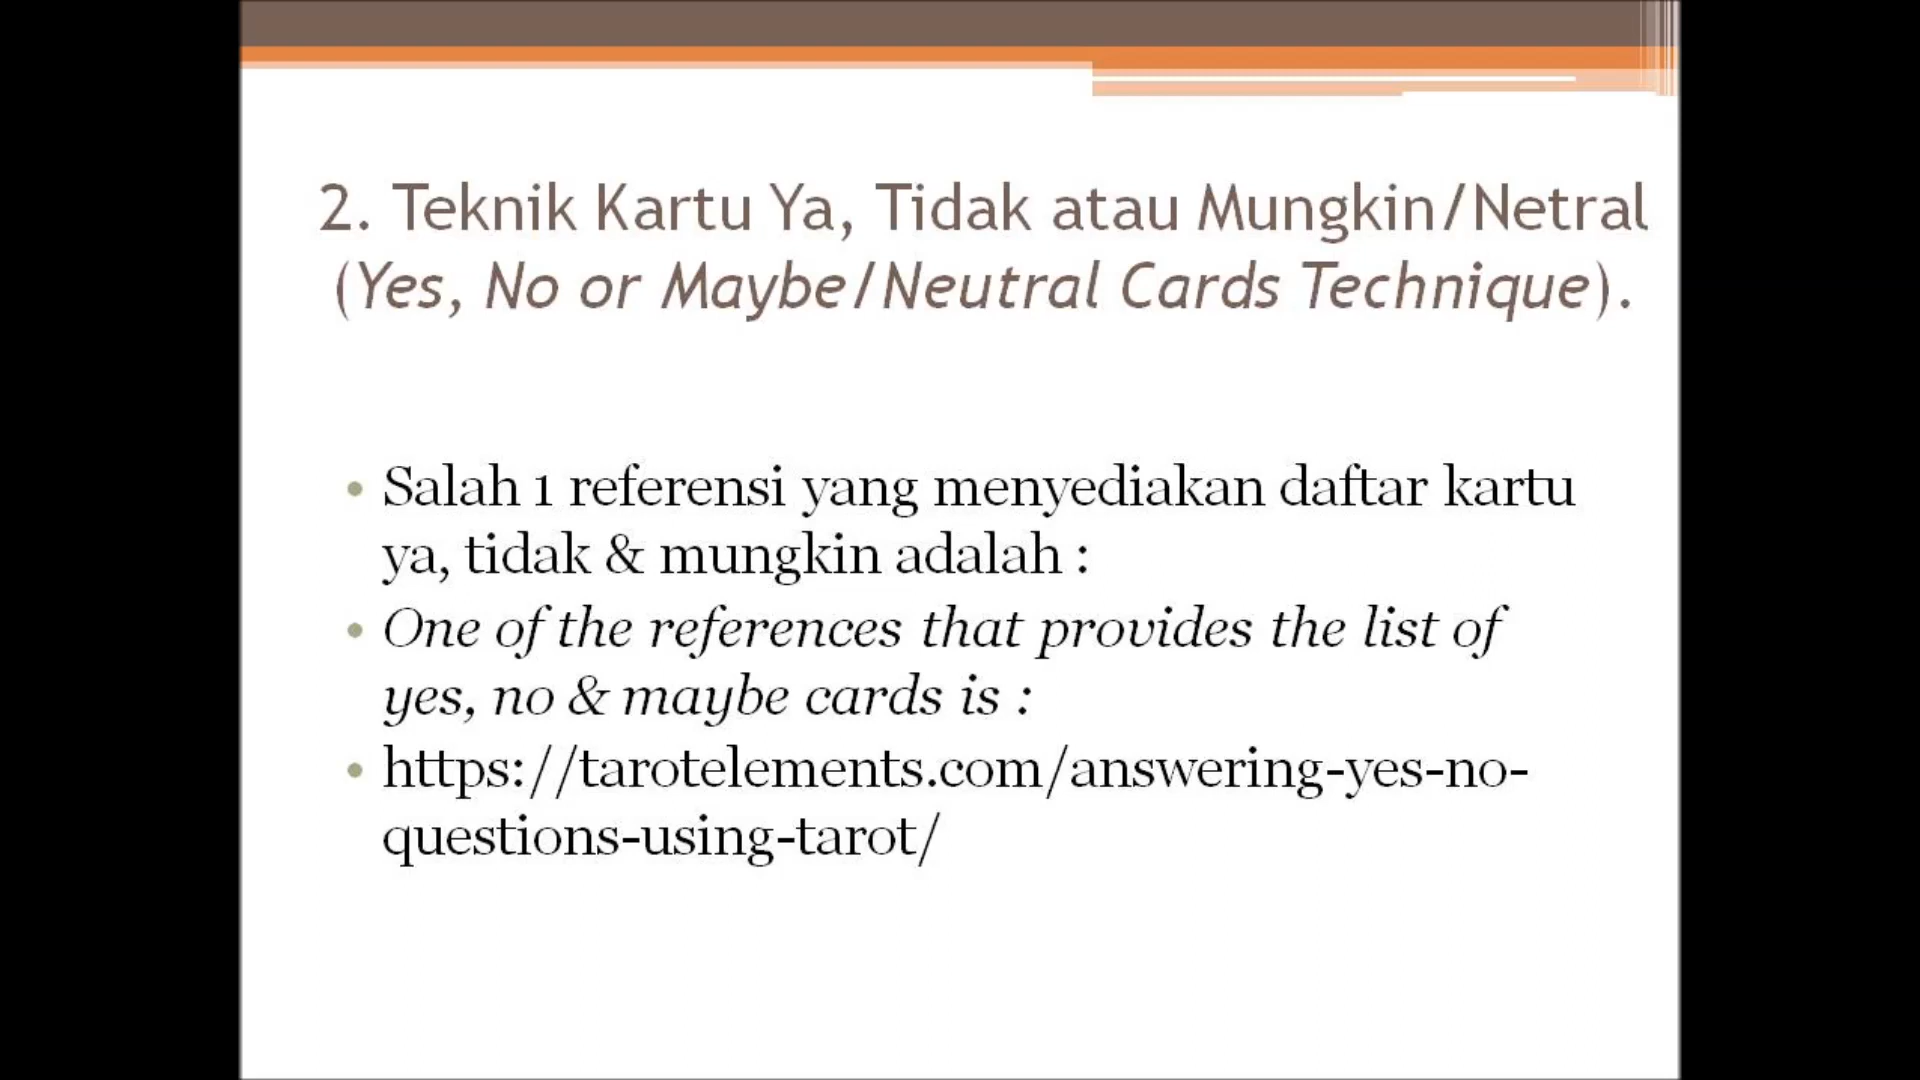 2. Teknik Kartu Ya, Tidak atau Mungkin/Netral
(Yes, No or Maybe/Neutral Cards Technique).
• Salah 1 referensi yang menyediakan daftar kartu
ya, tidak & mungkin adalah :
• One of the references that provides the list of
yes, no & maybe cards is :
• https://tarotelements.com/answering-yes-no-
questions-using-tarot/